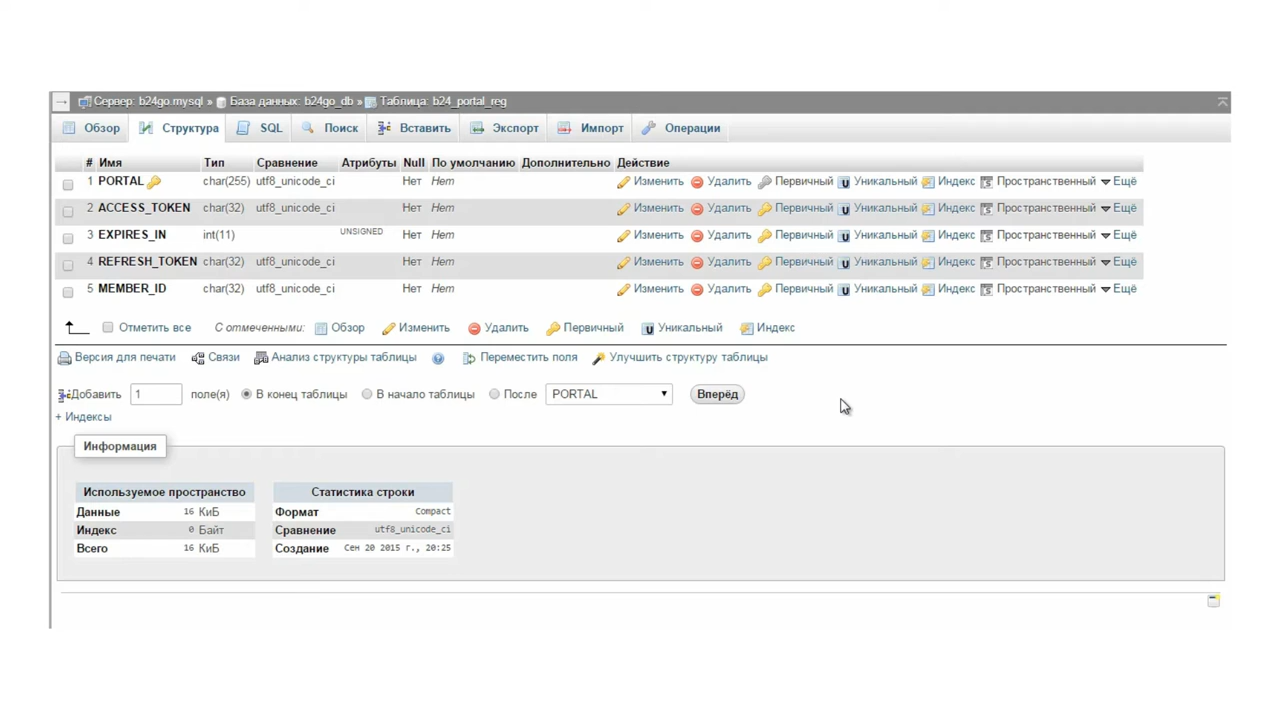 Сервер: b24go.mysql » База данных: b24go_db » Таблица: b24_portal_reg
Обзор Структура SQL Поиск Вставить Экспорт Импорт Операции
# Имя Тип Сравнение Атрибуты Null По умолчанию Дополнительно Действие
1 PORTAL char(255) utf8_unicode_ci Нет Нет Изменить Удалить Первичный Уникальный Индекс Пространственный Ещё
2 ACCESS_TOKEN char(32) utf8_unicode_ci Нет Нет Изменить Удалить Первичный Уникальный Индекс Пространственный Ещё
3 EXPIRES_IN int(11) UNSIGNED Нет Нет Изменить Удалить Первичный Уникальный Индекс Пространственный Ещё
4 REFRESH_TOKEN char(32) utf8_unicode_ci Нет Нет Изменить Удалить Первичный Уникальный Индекс Пространственный Ещё
5 MEMBER_ID char(32) utf8_unicode_ci Нет Нет Изменить Удалить Первичный Уникальный Индекс Пространственный Ещё
Отметить все С отмеченными: Обзор Изменить Удалить Первичный Уникальный Индекс
Версия для печати Связи Анализ структуры таблицы Переместить поля Улучшить структуру таблицы
Добавить 1 поле(я) В конец таблицы В начало таблицы После PORTAL Вперёд
+ Индексы
Информация
Используемое пространство
Данные 16 КиБ
Индекс 0 Байт
Всего 16 КиБ
Статистика строки
Формат Compact
Сравнение utf8_unicode_ci
Создание Сен 20 2015 г., 20:25